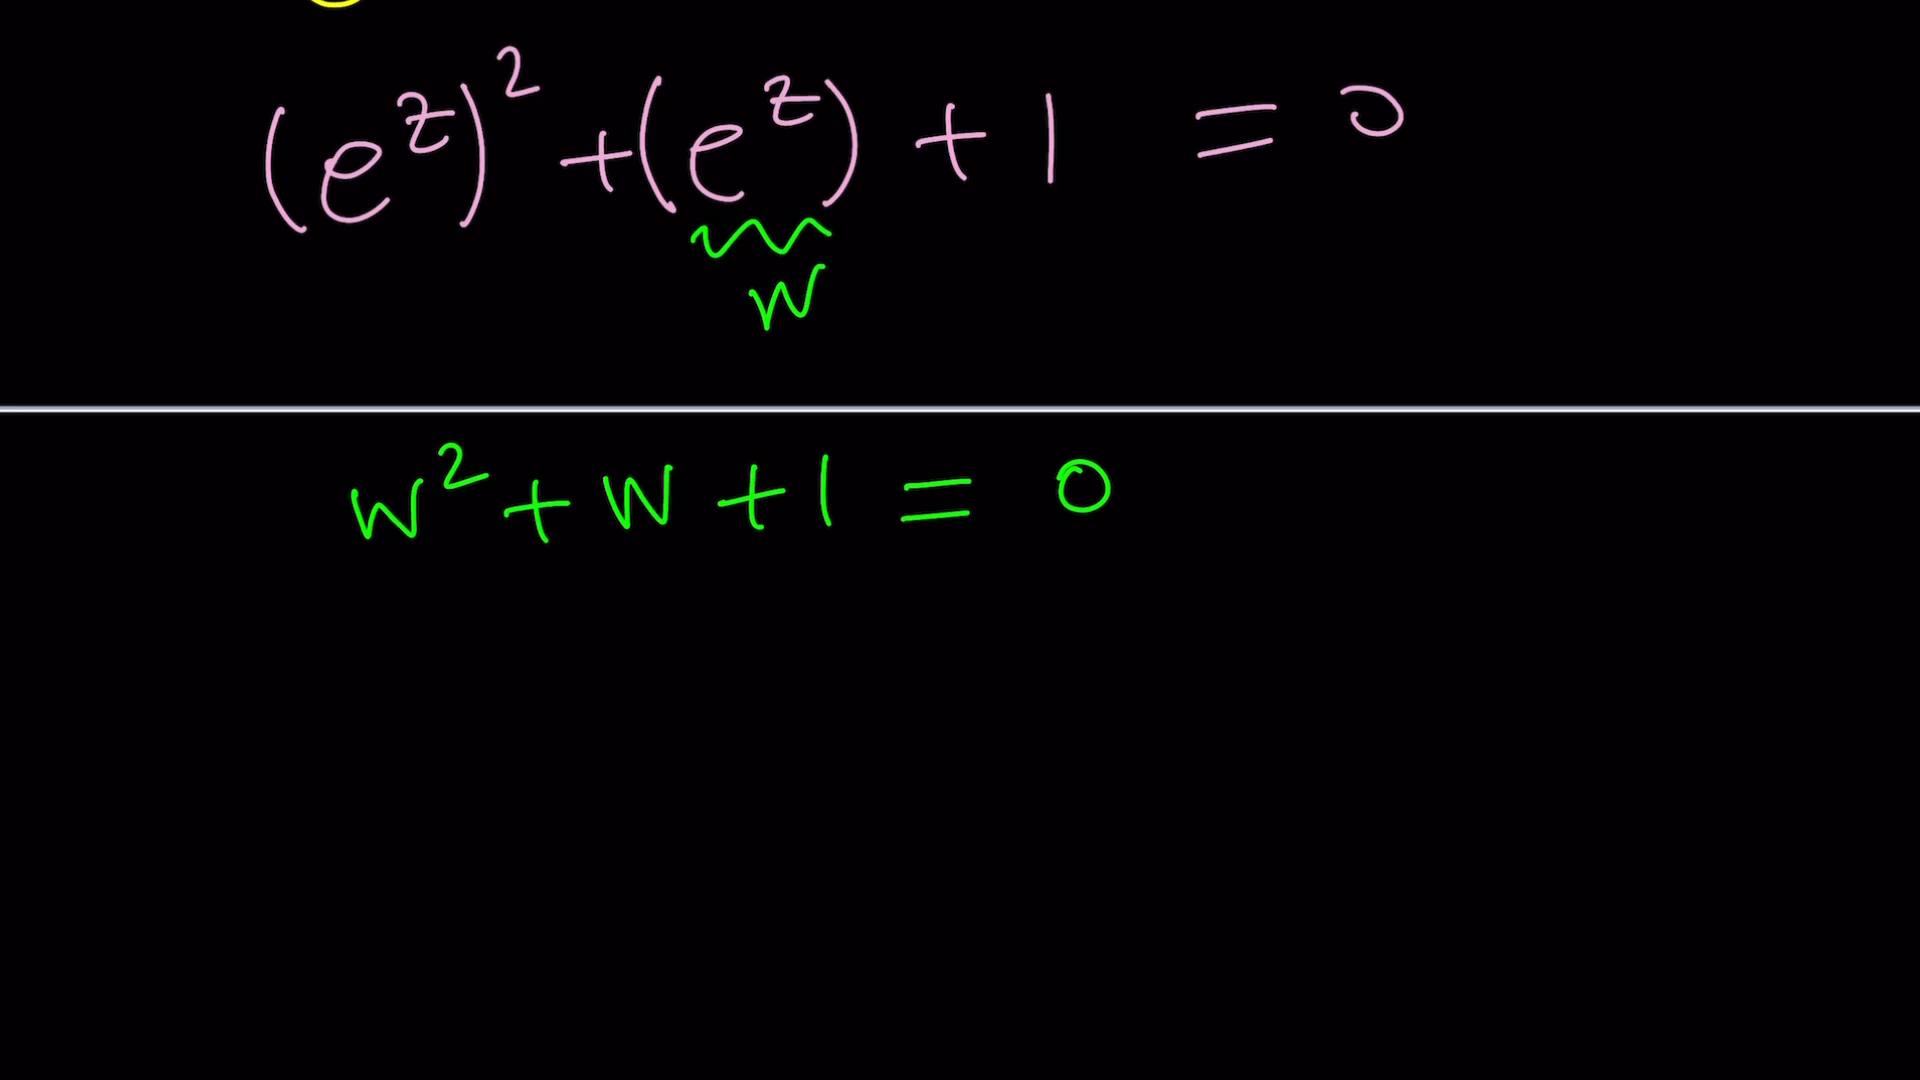 (e^z)^2 + (e^z) + 1 = 0
w
w^2 + w + 1 = 0